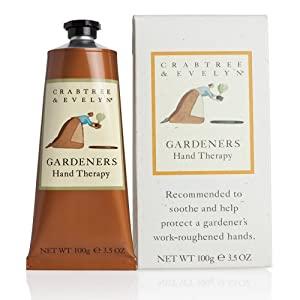 CRABTREE
& EVELYN®
GARDENERS
Hand Therapy
NET WT 100g ℮ 3.5 OZ
CRABTREE
& EVELYN®
GARDENERS
Hand Therapy
Recommended to
soothe and help
protect a gardener's
work-roughened hands.
NET WT 100g ℮ 3.5 OZ